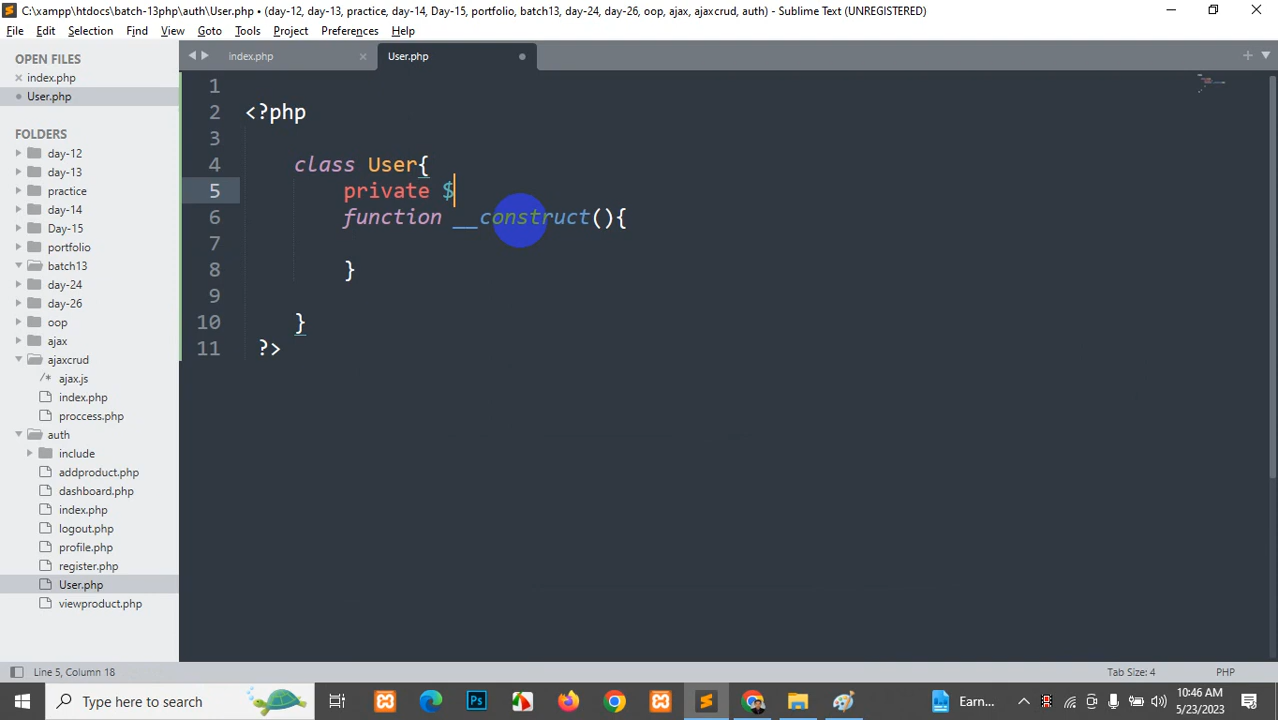 C:\xampp\htdocs\batch-13php\auth\User.php • (day-12, day-13, practice, day-14, Day-15, portfolio, batch13, day-24, day-26, oop, ajax, ajaxcrud, auth) - Sublime Text (UNREGISTERED)
File Edit Selection Find View Goto Tools Project Preferences Help
OPEN FILES
index.php
User.php
FOLDERS
day-12
day-13
practice
day-14
Day-15
portfolio
batch13
day-24
day-26
oop
ajax
ajaxcrud
/* ajax.js
index.php
proccess.php
auth
include
addproduct.php
dashboard.php
index.php
logout.php
profile.php
register.php
User.php
viewproduct.php
index.php User.php
1
2 <?php
3
4 class User{
5 private $
6 function __construct(){
7
8 }
9
10 }
11 ?>
Line 5, Column 18 Tab Size: 4 PHP
Type here to search Earn... 10:46 AM
5/23/2023